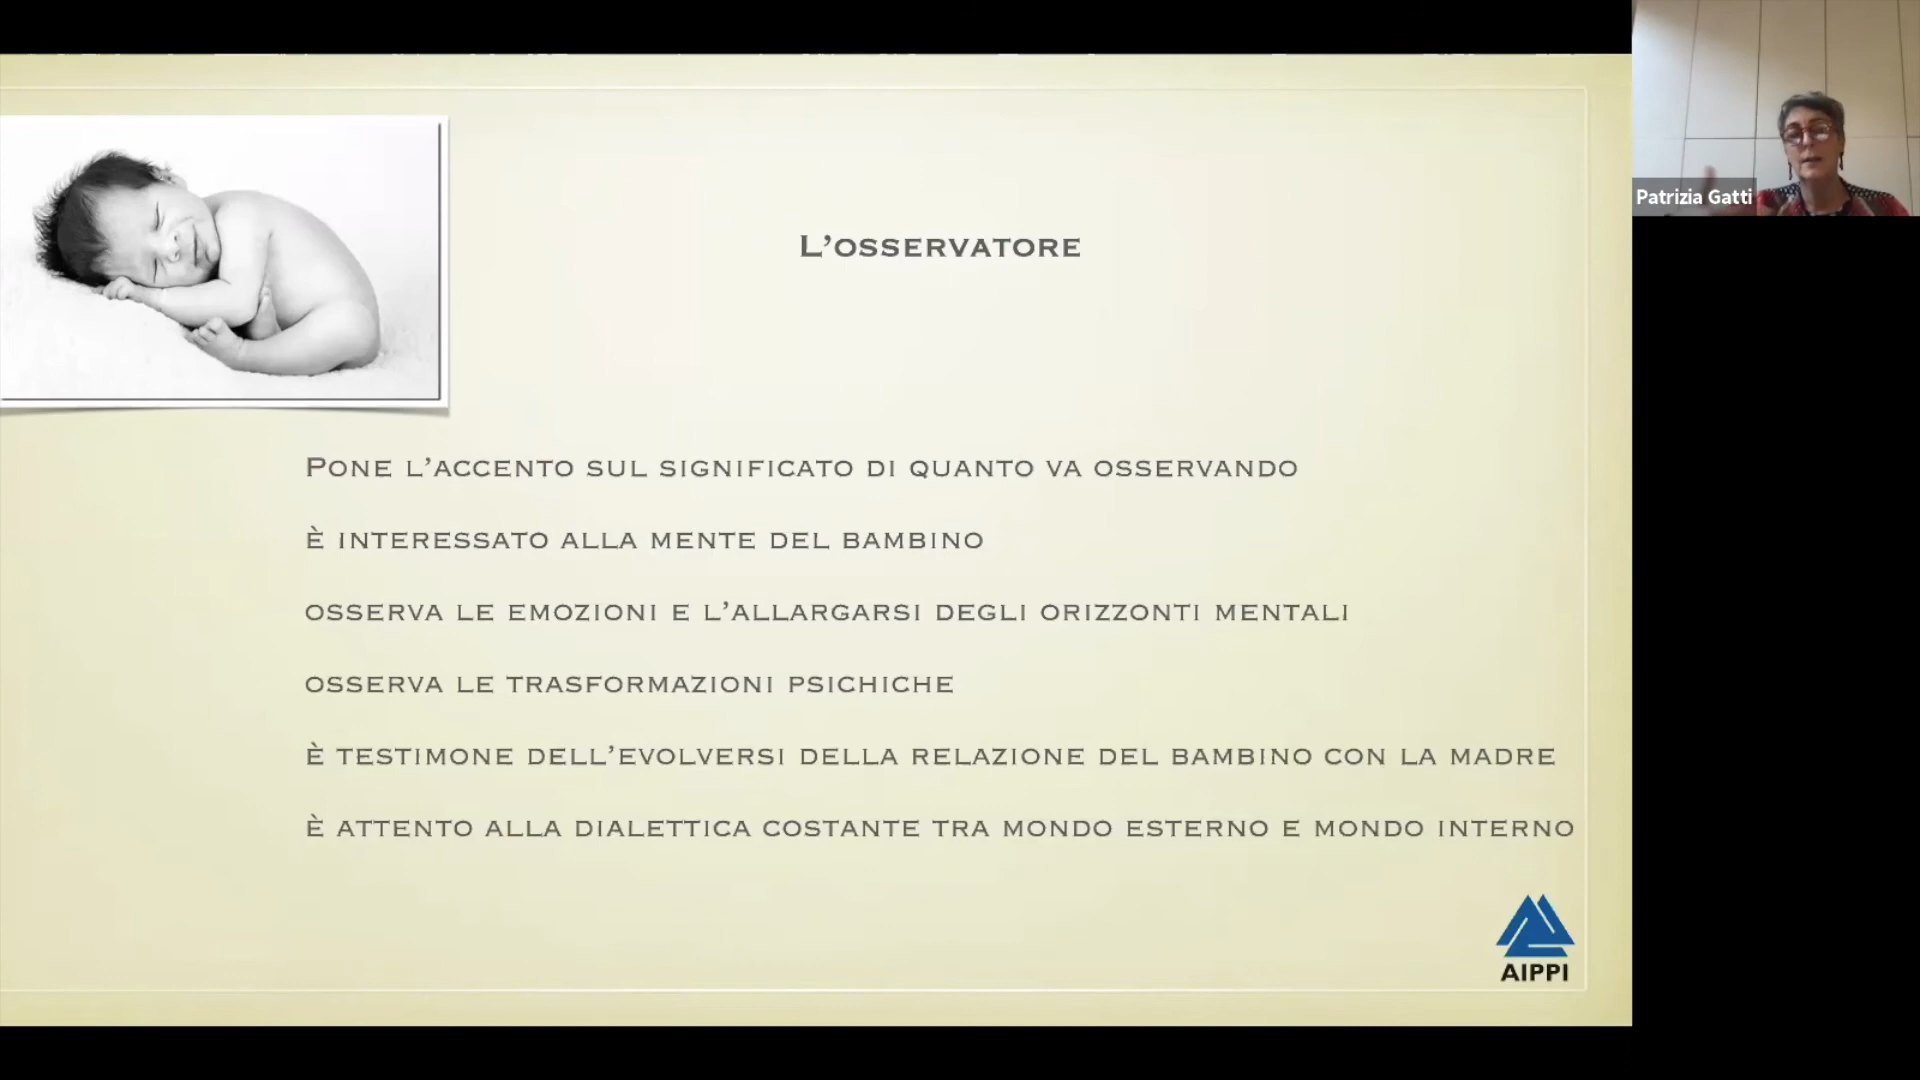 Patrizia Gatti
L'osservatore
Pone l'accento sul significato di quanto va osservando
è interessato alla mente del bambino
osserva le emozioni e l'allargarsi degli orizzonti mentali
osserva le trasformazioni psichiche
è testimone dell'evolversi della relazione del bambino con la madre
è attento alla dialettica costante tra mondo esterno e mondo interno
AIPPI